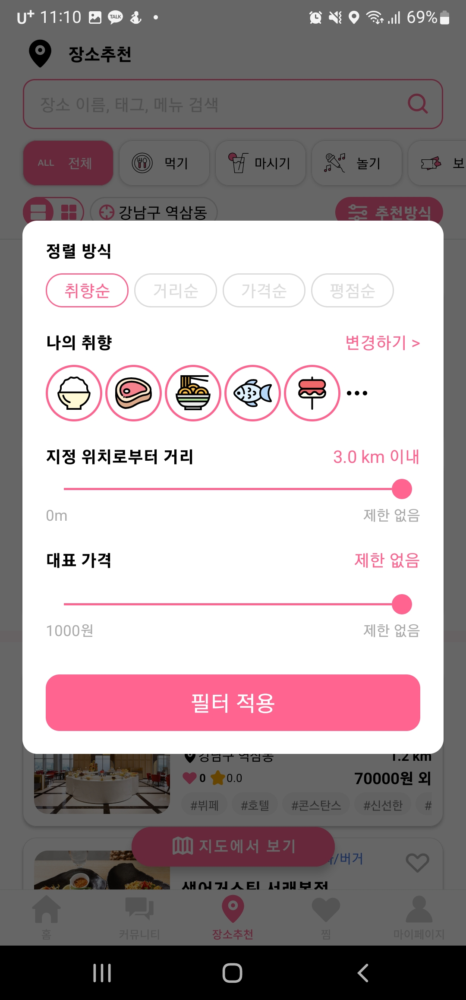 U+ 11:10 TALK 69%
장소추천
장소 이름, 태그, 메뉴 검색
ALL 전체 먹기 마시기 놀기 보
강남구 역삼동 추천방식
정렬 방식
취향순 거리순 가격순 평점순
나의 취향 변경하기 >
지정 위치로부터 거리 3.0 km 이내
0m 제한 없음
대표 가격 제한 없음
1000원 제한 없음
필터 적용
강남구 역삼동 1.2 km
0 0.0 70000원 외
#뷔페 #호텔 #콘스탄스 #신선한 #
지도에서 보기
/버거
홈 커뮤니티 장소추천 찜 마이페이지